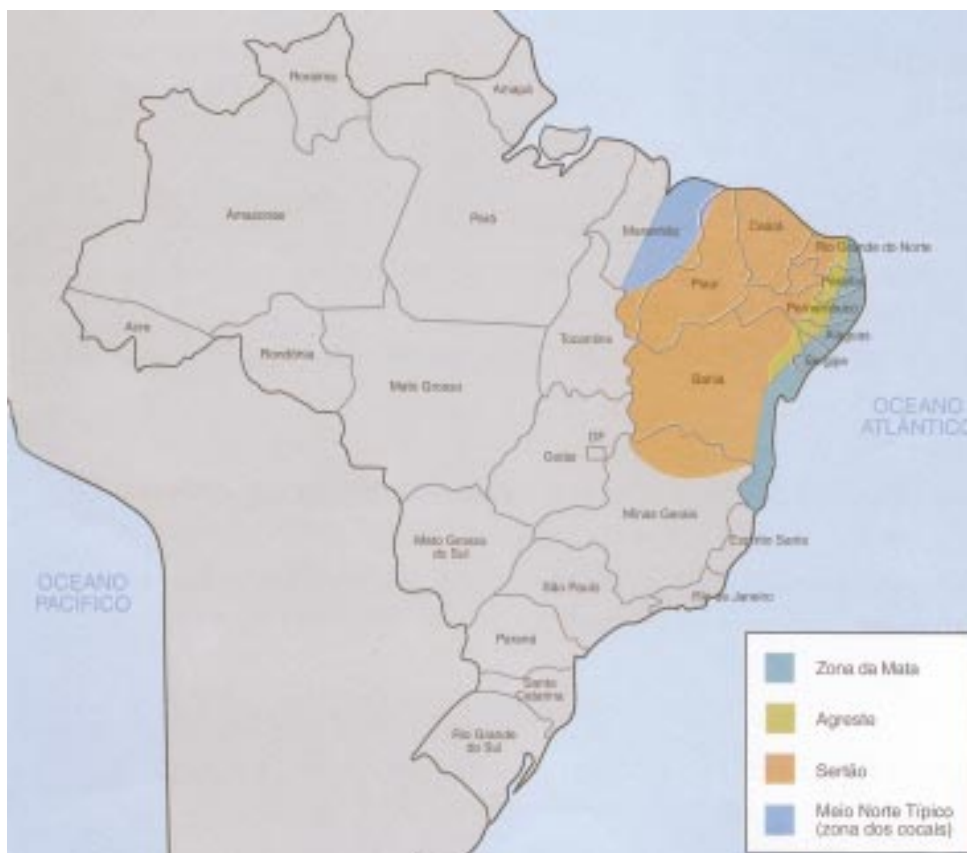 Roraima
Amapá
Amazonas
Pará
Maranhão
Ceará
Rio Grande do Norte
Paraíba
Piauí
Pernambuco
Acre
Alagoas
Tocantins
Sergipe
Rondônia
Bahia
Mato Grosso
OCEANO
ATLÂNTICO
DF
Goiás
Minas Gerais
Mato Grosso
do Sul
Espírito Santo
OCEANO
PACÍFICO
São Paulo
Rio de Janeiro
Paraná
Santa
Catarina
Rio Grande
do Sul
Zona da Mata
Agreste
Sertão
Meio Norte Típico
(zona dos cocais)